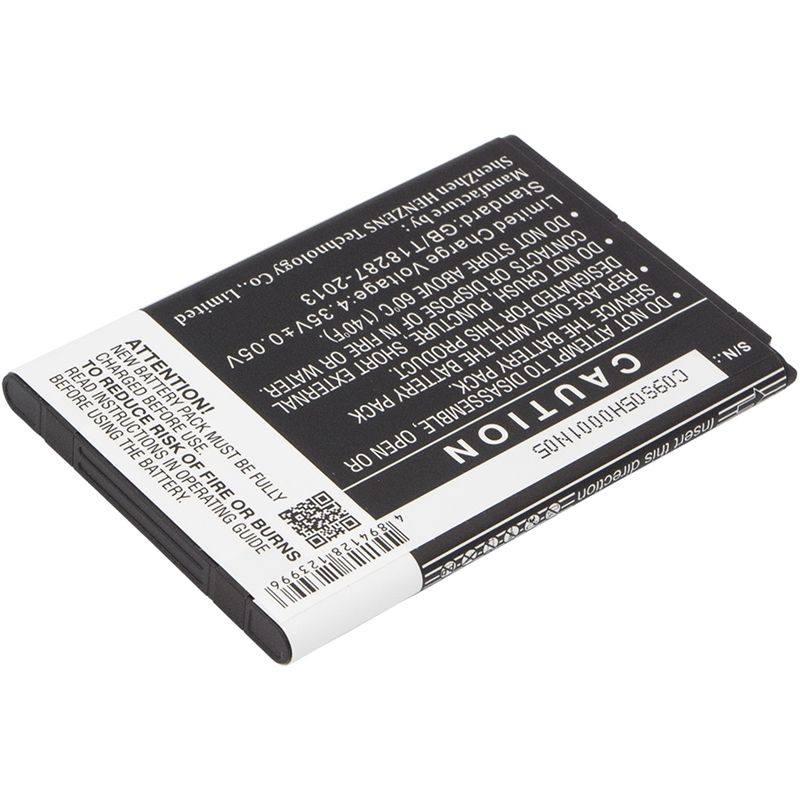 CAUTION
DO NOT ATTEMPT TO DISASSEMBLE, OPEN OR
SERVICE THE BATTERY PACK
• REPLACE ONLY WITH THE BATTERY PACK
DESIGNANED FOR THIS PRODUCT
• DO NOT CRUSH, PUNCTURE, SHORT EXTERNAL
CONTACTS OR DISPOSE OF IN FIRE OR WATER.
• DO NOT STORE ABOVE 60°C (140℉)
Limited Charge Voltage:4.35V±0.05V
Standard:GB/T 18287-2013
Manufacture by:
ShenZhen HENZENS Technology Co., Limited
S/N:
C09S05H0001N05
Insert this direction
ATTENTION!
NEW BATTERY PACK MUST BE FULLY
CHARGED BEFORE USE.
TO REDUCE RISK OF FIRE OR BURNS
READ INSTRUCTIONS IN OPERATING GUIDE
WHEN USING THE BATTERY.
4894128123996